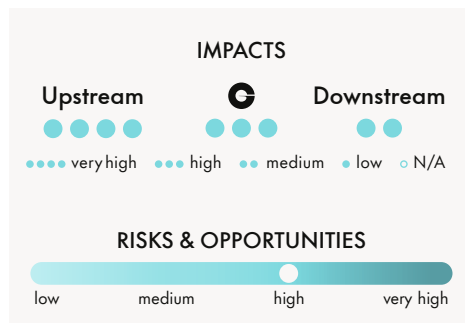 IMPACTS
Upstream Downstream
very high high medium low N/A
RISKS & OPPORTUNITIES
low medium high very high